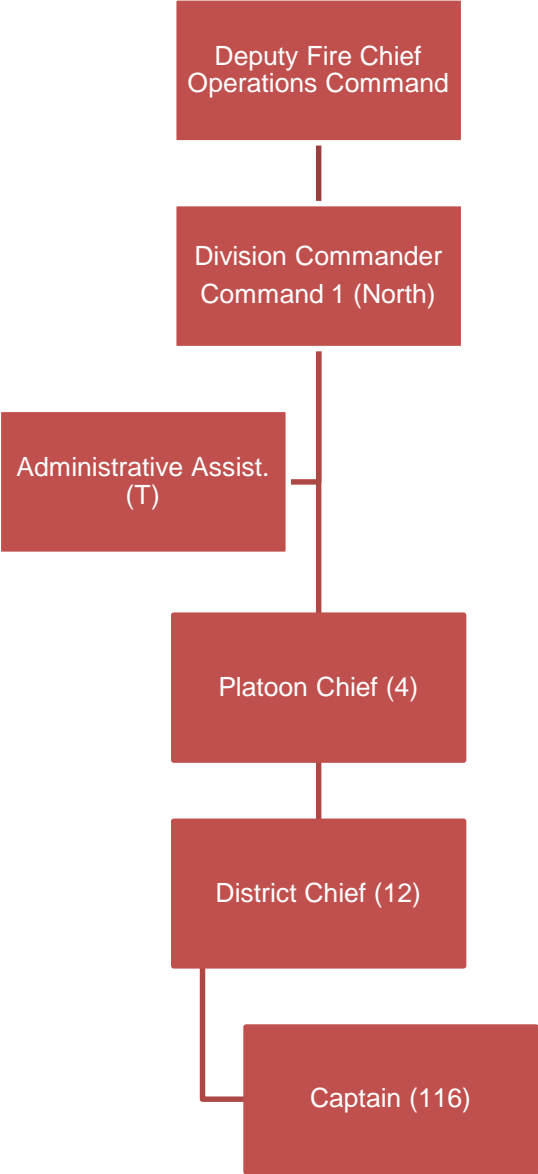 Deputy Fire Chief
Operations Command
Division Commander
Command 1 (North)
Administrative Assist.
(T)
Platoon Chief (4)
District Chief (12)
Captain (116)